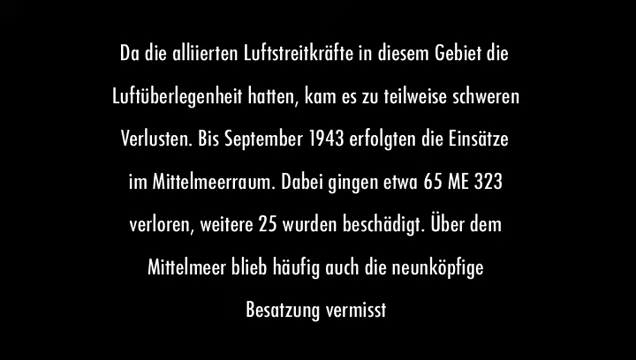 Da die alliierten Luftstreitkräfte in diesem Gebiet die
Luftüberlegenheit hatten, kam es zu teilweise schweren
Verlusten. Bis September 1943 erfolgten die Einsätze
im Mittelmeerraum. Dabei gingen etwa 65 ME 323
verloren, weitere 25 wurden beschädigt. Über dem
Mittelmeer blieb häufig auch die neunköpfige
Besatzung vermisst